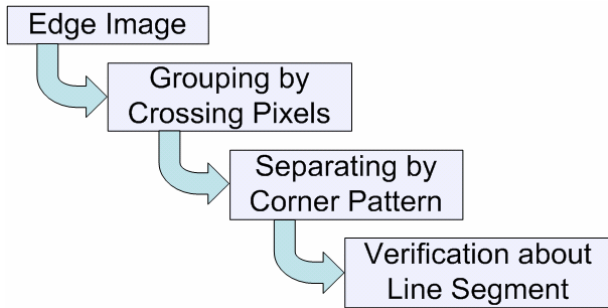 Edge Image
Grouping by
Crossing Pixels
Separating by
Corner Pattern
Verification about
Line Segment